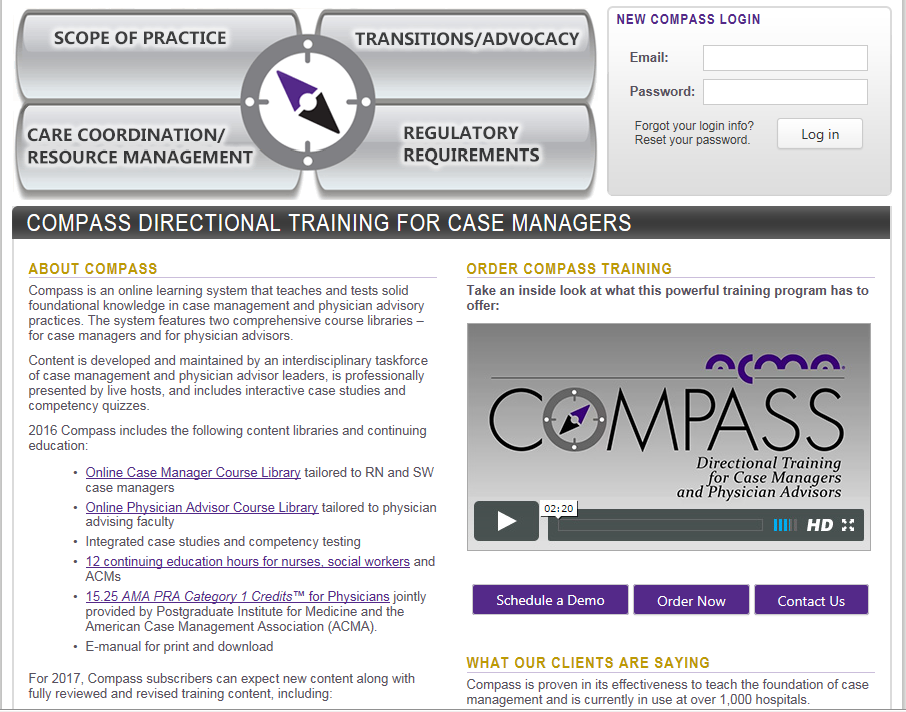 SCOPE OF PRACTICE
TRANSITIONS/ADVOCACY
CARE COORDINATION/
RESOURCE MANAGEMENT
REGULATORY
REQUIREMENTS
NEW COMPASS LOGIN
Email:
Password:
Forgot your login info?
Reset your password.
Log in
COMPASS DIRECTIONAL TRAINING FOR CASE MANAGERS
ABOUT COMPASS
Compass is an online learning system that teaches and tests solid
foundational knowledge in case management and physician advisory
practices. The system features two comprehensive course libraries –
for case managers and for physician advisors.
Content is developed and maintained by an interdisciplinary taskforce
of case management and physician advisor leaders, is professionally
presented by live hosts, and includes interactive case studies and
competency quizzes.
2016 Compass includes the following content libraries and continuing
education:
• Online Case Manager Course Library tailored to RN and SW
case managers
• Online Physician Advisor Course Library tailored to physician
advising faculty
• Integrated case studies and competency testing
• 12 continuing education hours for nurses, social workers and
ACMs
• 15.25 AMA PRA Category 1 Credits™ for Physicians jointly
provided by Postgraduate Institute for Medicine and the
American Case Management Association (ACMA).
• E-manual for print and download
For 2017, Compass subscribers can expect new content along with
fully reviewed and revised training content, including:
ORDER COMPASS TRAINING
Take an inside look at what this powerful training program has to
offer:
acma
COMPASS
Directional Training
for Case Managers
and Physician Advisors
02:20
HD
Schedule a Demo
Order Now
Contact Us
WHAT OUR CLIENTS ARE SAYING
Compass is proven in its effectiveness to teach the foundation of case
management and is currently in use at over 1,000 hospitals.